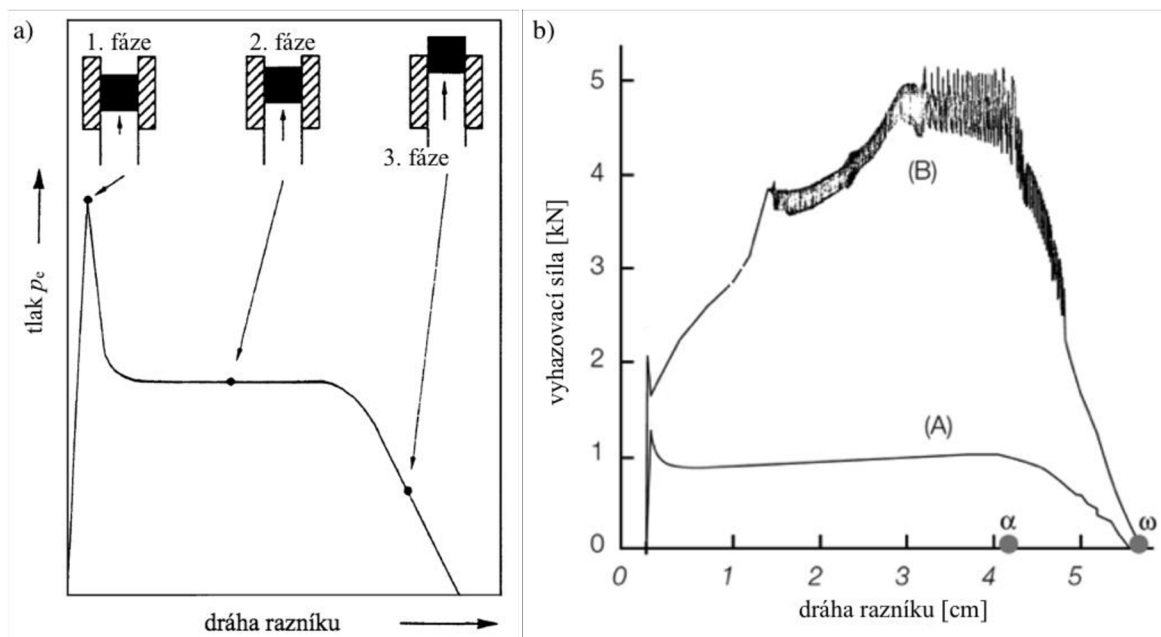 a)
1. fáze
2. fáze
3. fáze
tlak pe
dráha razníku
b)
vyhazovací síla [kN]
5
4
3
2
1
0
(B)
(A)
α
ω
0
1
2
3
4
5
dráha razníku [cm]